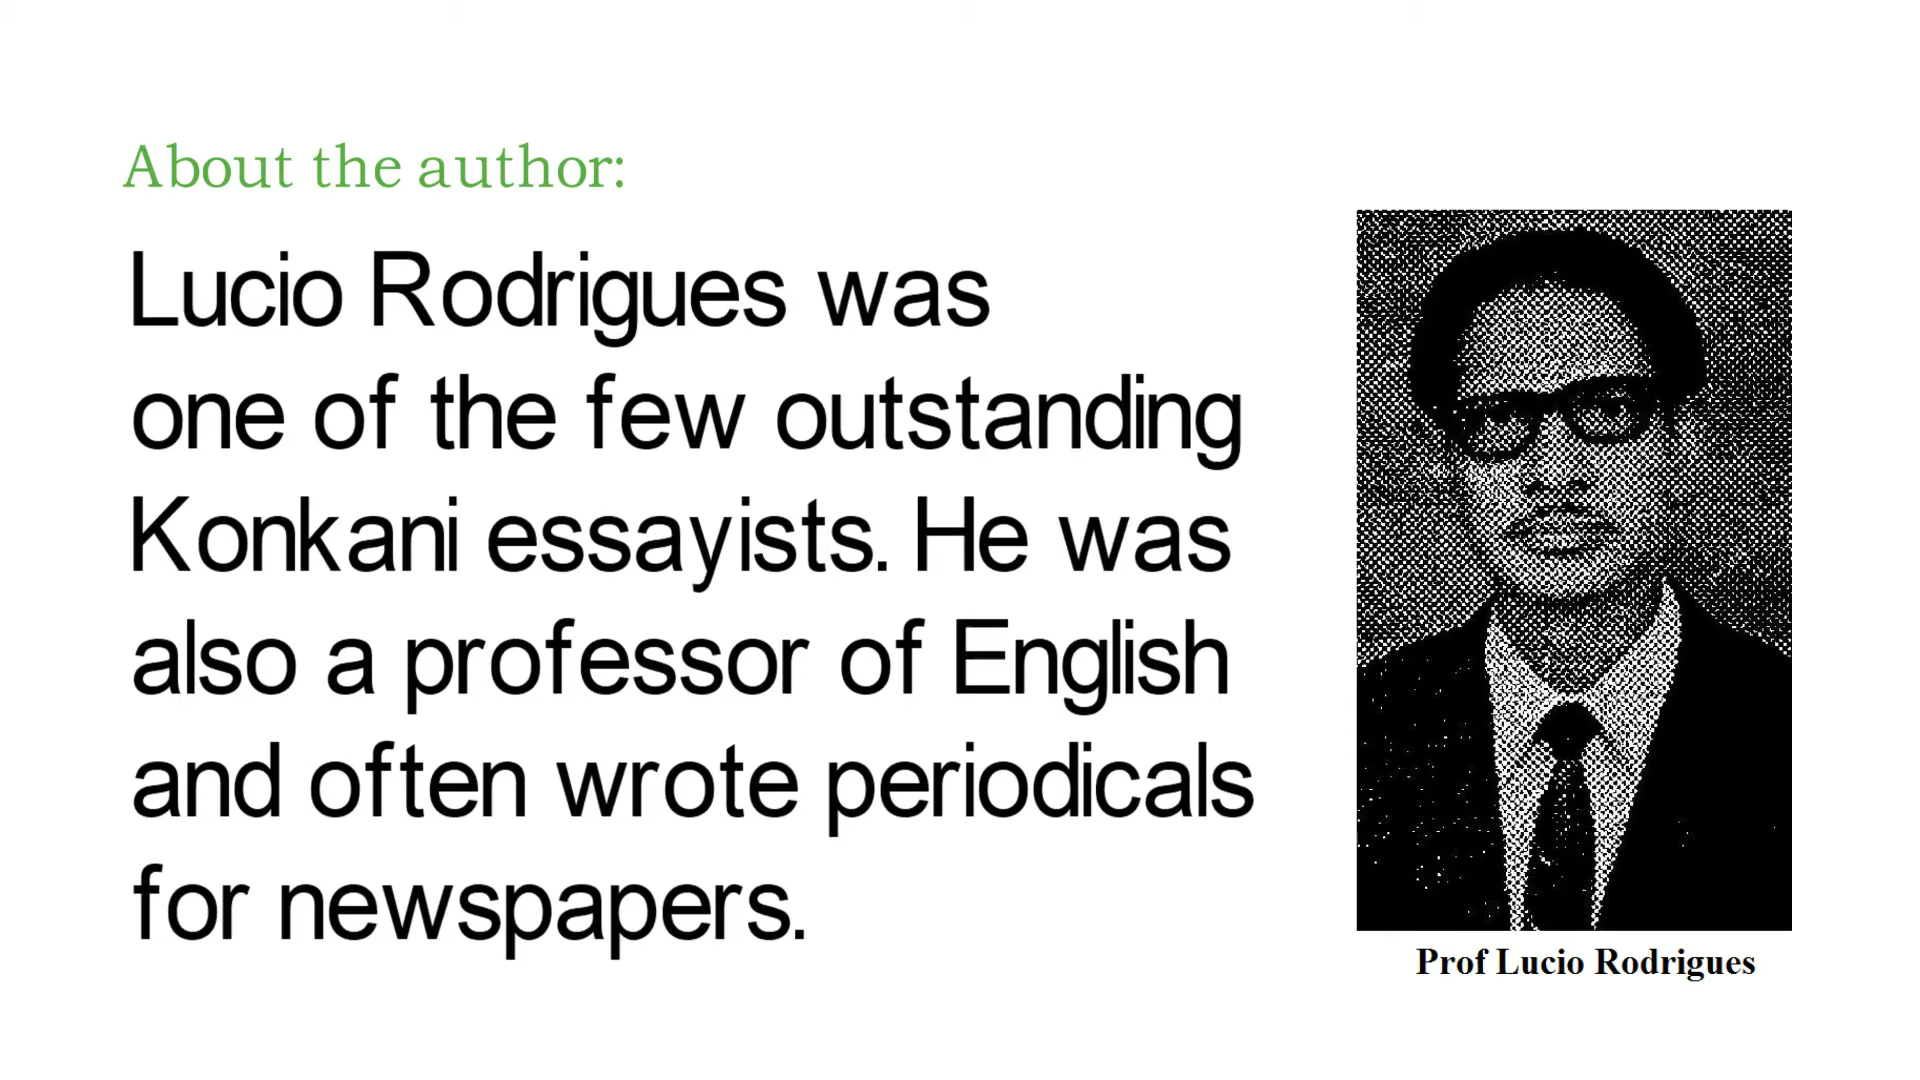 About the author:
Lucio Rodrigues was
one of the few outstanding
Konkani essayists. He was
also a professor of English
and often wrote periodicals
for newspapers.
Prof Lucio Rodrigues